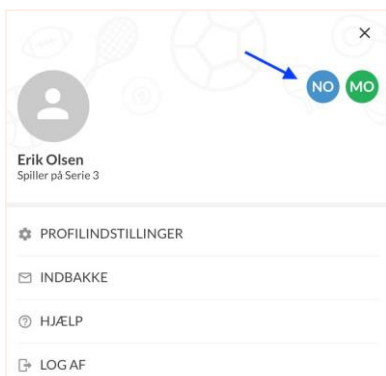 NO MO
Erik Olsen
Spiller på Serie 3
PROFILINDSTILLINGER
INDBAKKE
HJÆLP
LOG AF